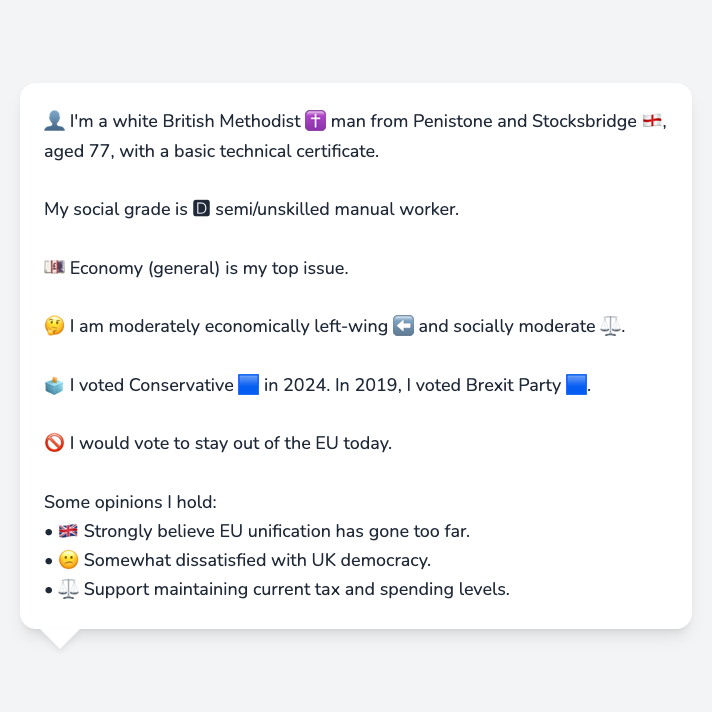 👤 I'm a white British Methodist ✝️ man from Penistone and Stocksbridge 🏴󠁧󠁢󠁥󠁮󠁧󠁿,
aged 77, with a basic technical certificate.
My social grade is 🅳 semi/unskilled manual worker.
💷 Economy (general) is my top issue.
🤔 I am moderately economically left-wing ⬅️ and socially moderate ⚖️.
🗳️ I voted Conservative 🟦 in 2024. In 2019, I voted Brexit Party 🟦.
🚫 I would vote to stay out of the EU today.
Some opinions I hold:
• 🇬🇧 Strongly believe EU unification has gone too far.
• 🙁 Somewhat dissatisfied with UK democracy.
• ⚖️ Support maintaining current tax and spending levels.